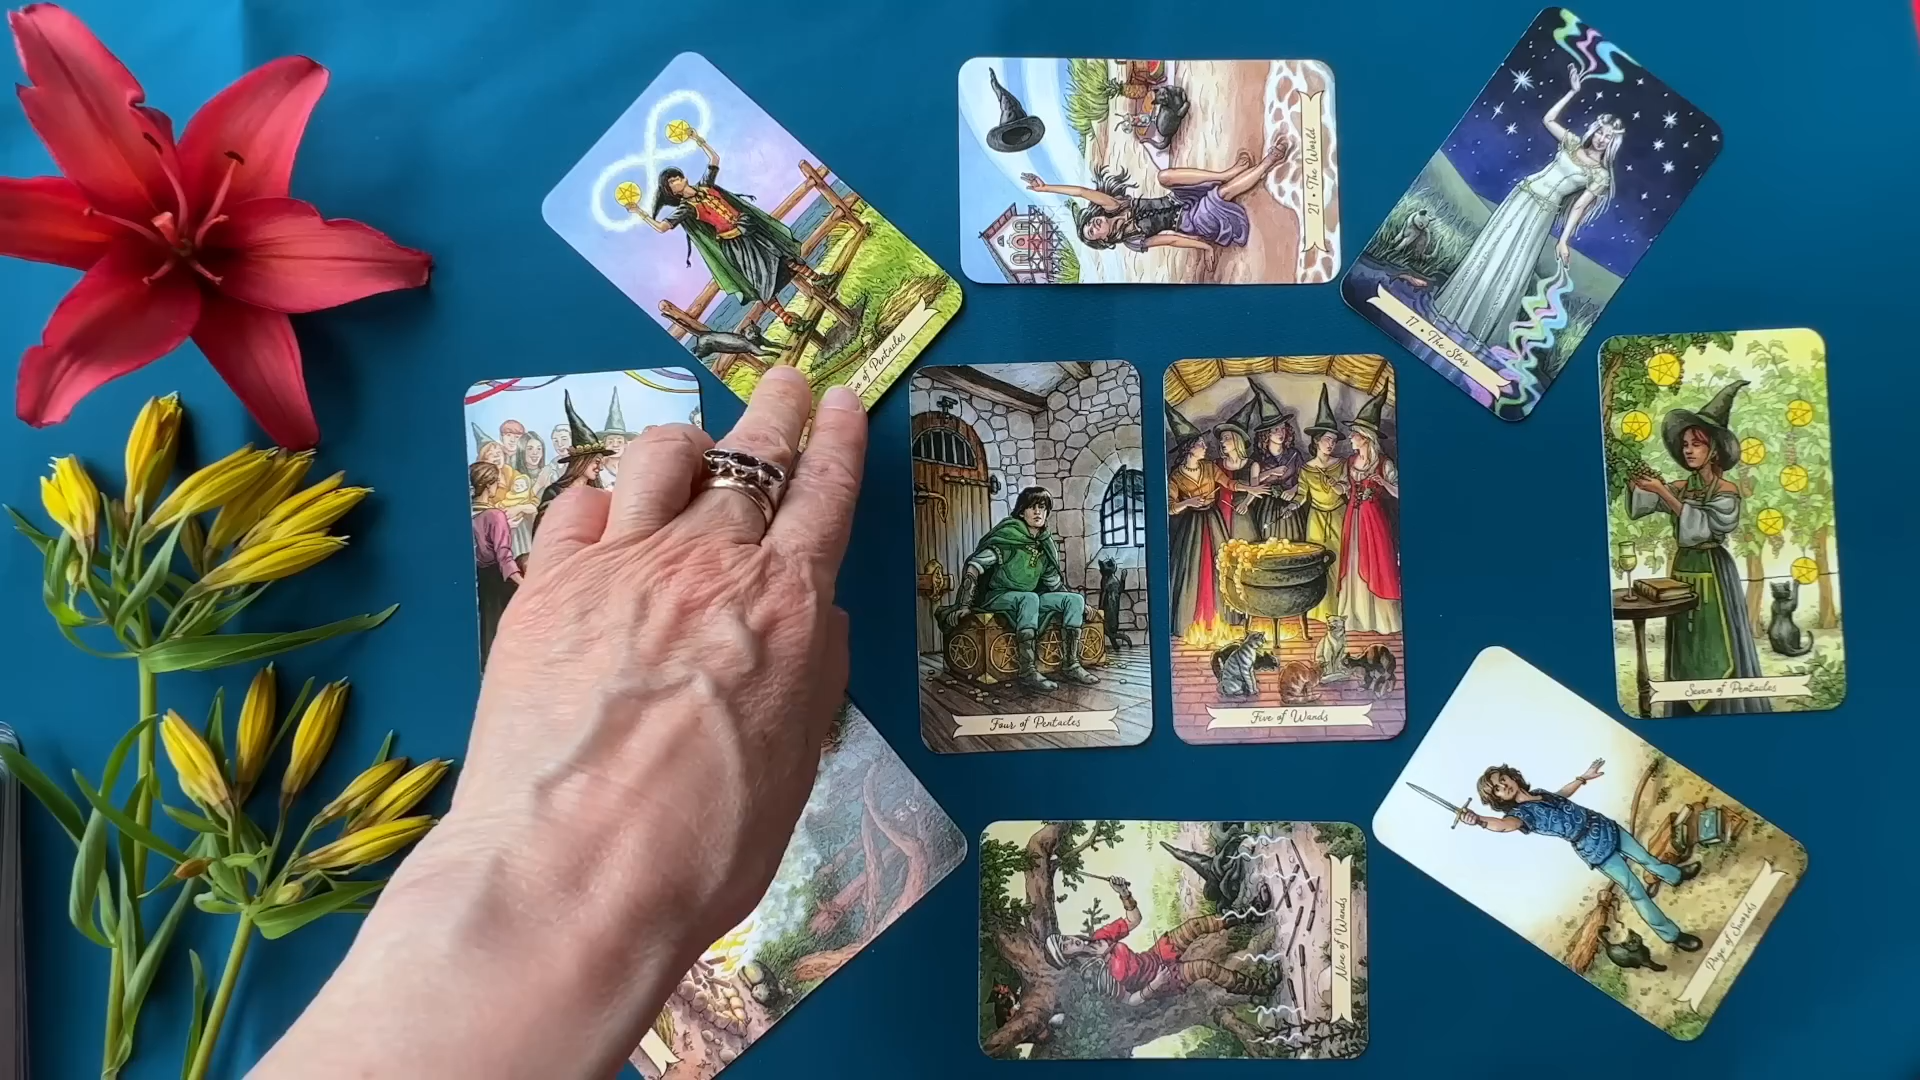 Two of Pentacles
21 • The World
17 • The Star
Four of Pentacles
Five of Wands
Seven of Pentacles
Nine of Wands
Page of Swords